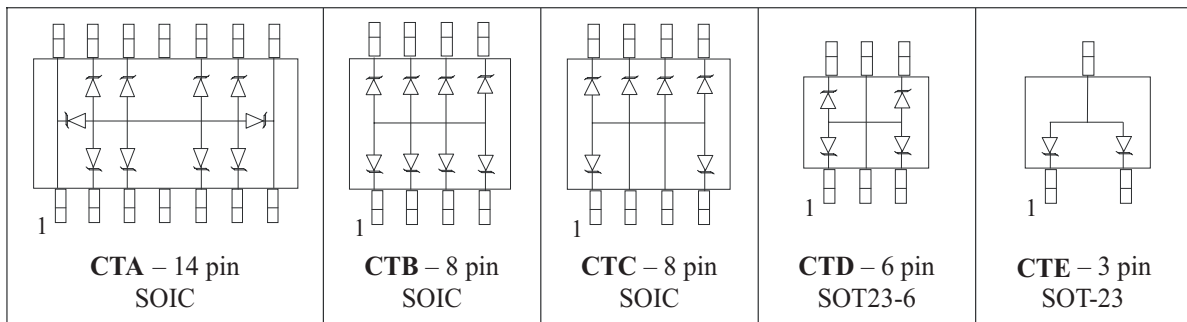 1
1
1
1
1
CTA – 14 pin
SOIC
CTB – 8 pin
SOIC
CTC – 8 pin
SOIC
CTD – 6 pin
SOT23-6
CTE – 3 pin
SOT-23